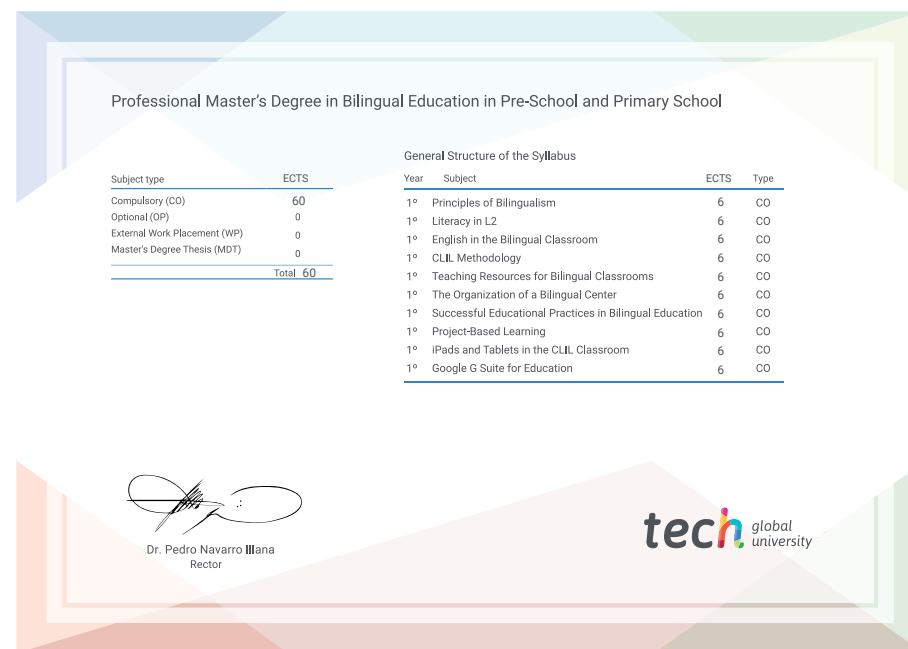 Professional Master's Degree in Bilingual Education in Pre-School and Primary School
Subject type ECTS
Compulsory (CO) 60
Optional (OP) 0
External Work Placement (WP) 0
Master's Degree Thesis (MDT) 0
Total 60
General Structure of the Syllabus
Year Subject ECTS Type
1º Principles of Bilingualism 6 CO
1º Literacy in L2 6 CO
1º English in the Bilingual Classroom 6 CO
1º CLIL Methodology 6 CO
1º Teaching Resources for Bilingual Classrooms 6 CO
1º The Organization of a Bilingual Center 6 CO
1º Successful Educational Practices in Bilingual Education 6 CO
1º Project-Based Learning 6 CO
1º iPads and Tablets in the CLIL Classroom 6 CO
1º Google G Suite for Education 6 CO
Dr. Pedro Navarro Illana
Rector
tech global
university